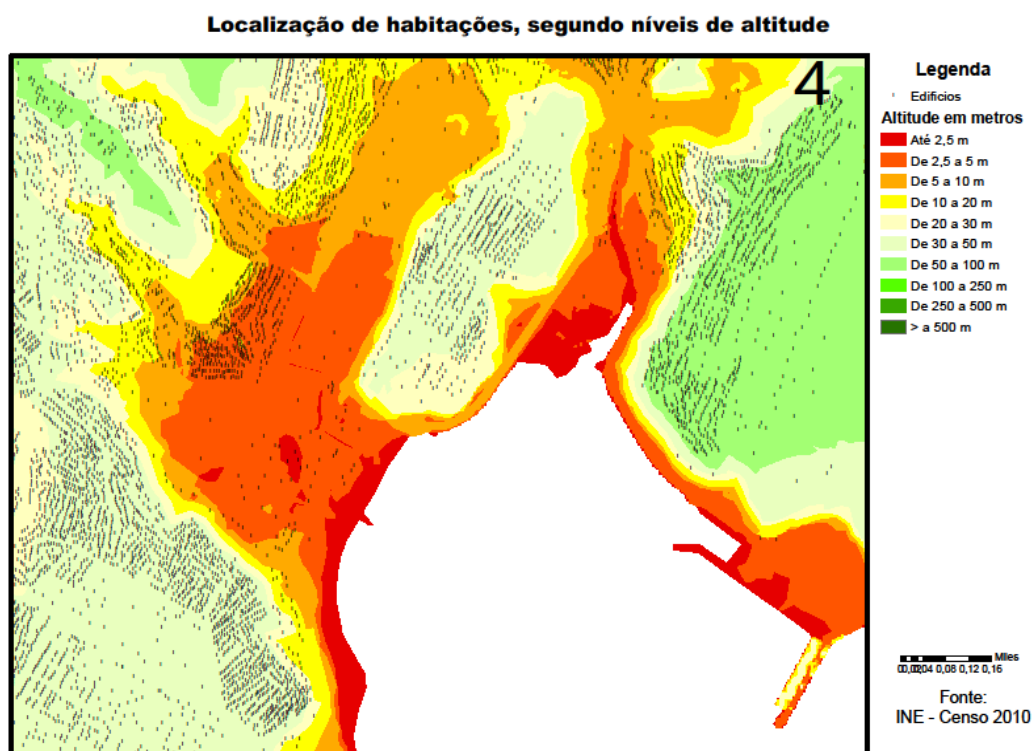 Localização de habitações, segundo níveis de altitude
4
Legenda
Edificios
Altitude em metros
Até 2,5 m
De 2,5 a 5 m
De 5 a 10 m
De 10 a 20 m
De 20 a 30 m
De 30 a 50 m
De 50 a 100 m
De 100 a 250 m
De 250 a 500 m
> a 500 m
Miles
0,08 0,12 0,16
Fonte:
INE - Censo 2010